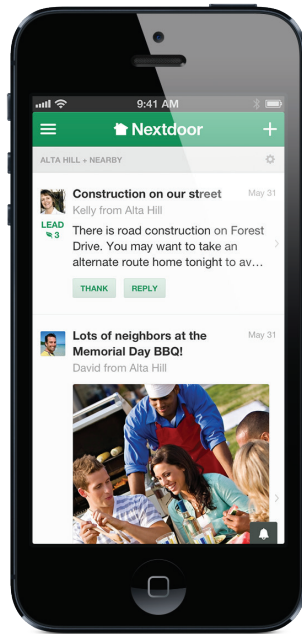 9:41 AM
Nextdoor
ALTA HILL + NEARBY
Construction on our street May 31
Kelly from Alta Hill
LEAD
3
There is road construction on Forest
Drive. You may want to take an
alternate route home tonight to av...
THANK REPLY
Lots of neighbors at the May 31
Memorial Day BBQ!
David from Alta Hill